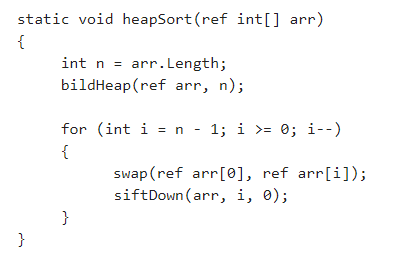 static void heapSort(ref int[] arr)
{
int n = arr.Length;
bildHeap(ref arr, n);
for (int i = n - 1; i >= 0; i--)
{
swap(ref arr[0], ref arr[i]);
siftDown(arr, i, 0);
}
}